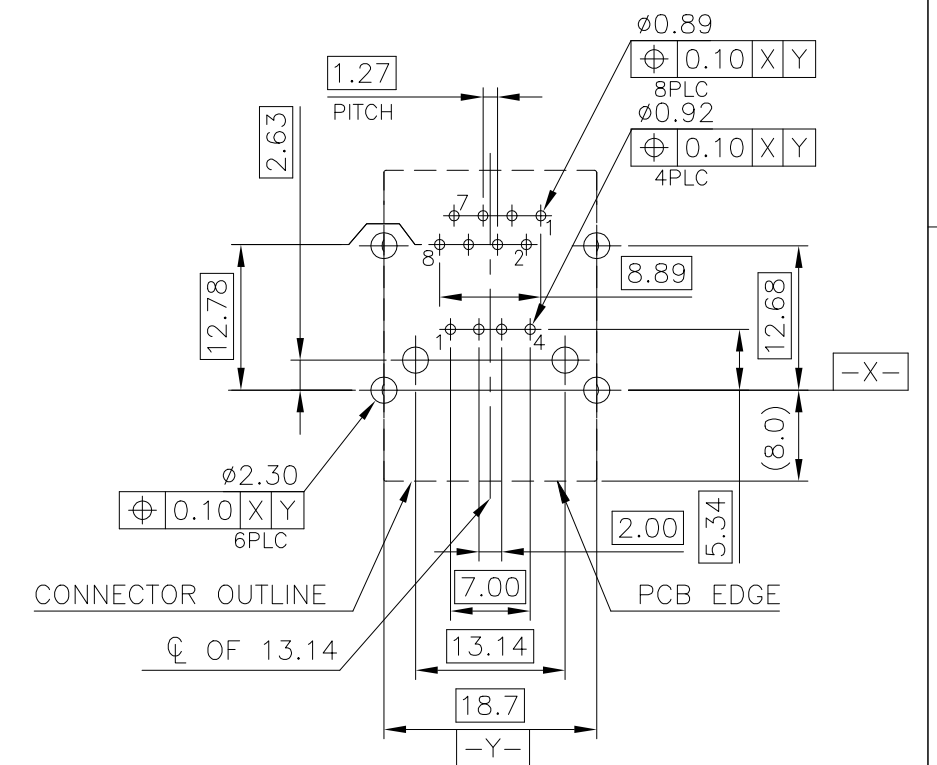 ø0.89
⌖ 0.10 X Y
8PLC
1.27
PITCH
ø0.92
⌖ 0.10 X Y
4PLC
2.63
7 1
8 2
8.89
12.78
12.68
1 4
-X-
(8.0)
ø2.30
⌖ 0.10 X Y
6PLC
2.00
5.34
7.00
CONNECTOR OUTLINE
PCB EDGE
℄ OF 13.14
13.14
18.7
-Y-